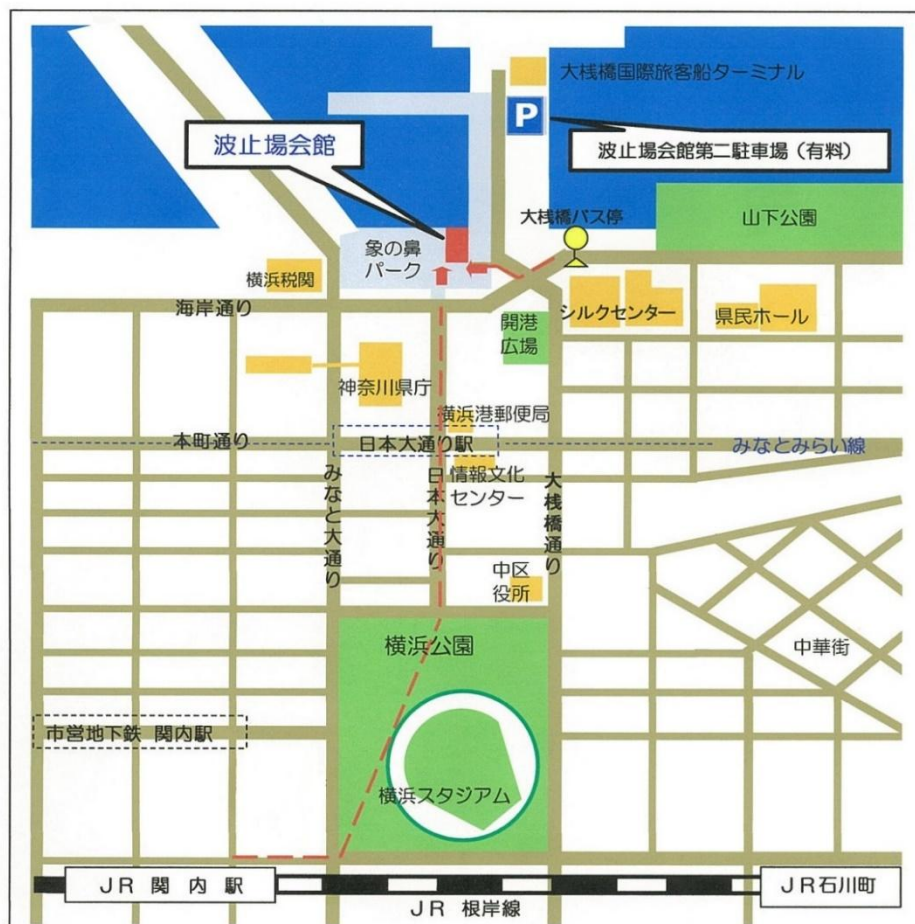 大桟橋国際旅客船ターミナル
P
波止場会館
波止場会館第二駐車場（有料）
大桟橋バス停
山下公園
象の鼻
パーク
横浜税関
海岸通り
シルクセンター
県民ホール
開港
広場
神奈川県庁
横浜港郵便局
本町通り
日本大通り駅
みなとみらい線
情報文化
センター
みなと大通り
日本大通り
大桟橋通り
中区
役所
横浜公園
中華街
市営地下鉄 関内駅
横浜スタジアム
JR関内駅
JR石川町
JR 根岸線